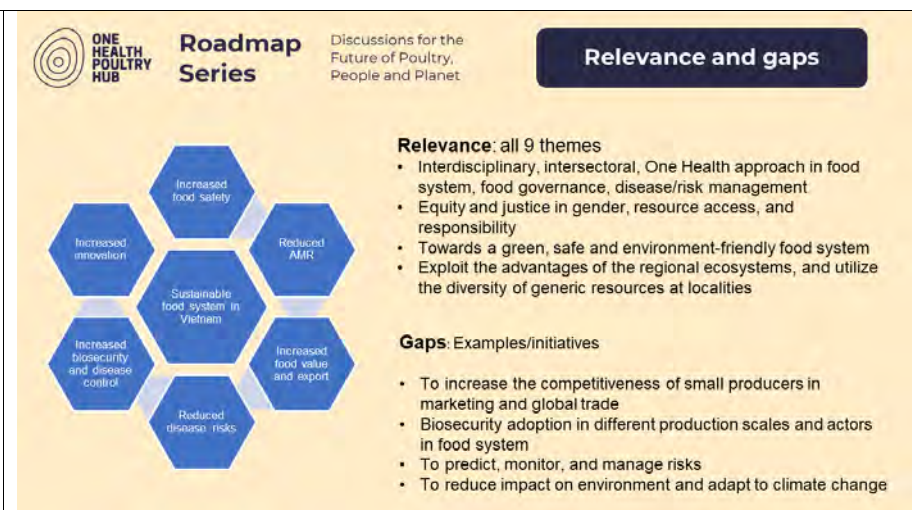 ONE
HEALTH
POULTRY
HUB
Roadmap
Series
Discussions for the
Future of Poultry,
People and Planet
Relevance and gaps
Increased
food safety
Increased
innovation
Reduced
AMR
Sustainable
food system in
Vietnam
Increased
biosecurity
and disease
control
Increased
food value
and export
Reduced
disease risks
Relevance: all 9 themes
• Interdisciplinary, intersectoral, One Health approach in food
system, food governance, disease/risk management
• Equity and justice in gender, resource access, and
responsibility
• Towards a green, safe and environment-friendly food system
• Exploit the advantages of the regional ecosystems, and utilize
the diversity of generic resources at localities
Gaps: Examples/initiatives
• To increase the competitiveness of small producers in
marketing and global trade
• Biosecurity adoption in different production scales and actors
in food system
• To predict, monitor, and manage risks
• To reduce impact on environment and adapt to climate change